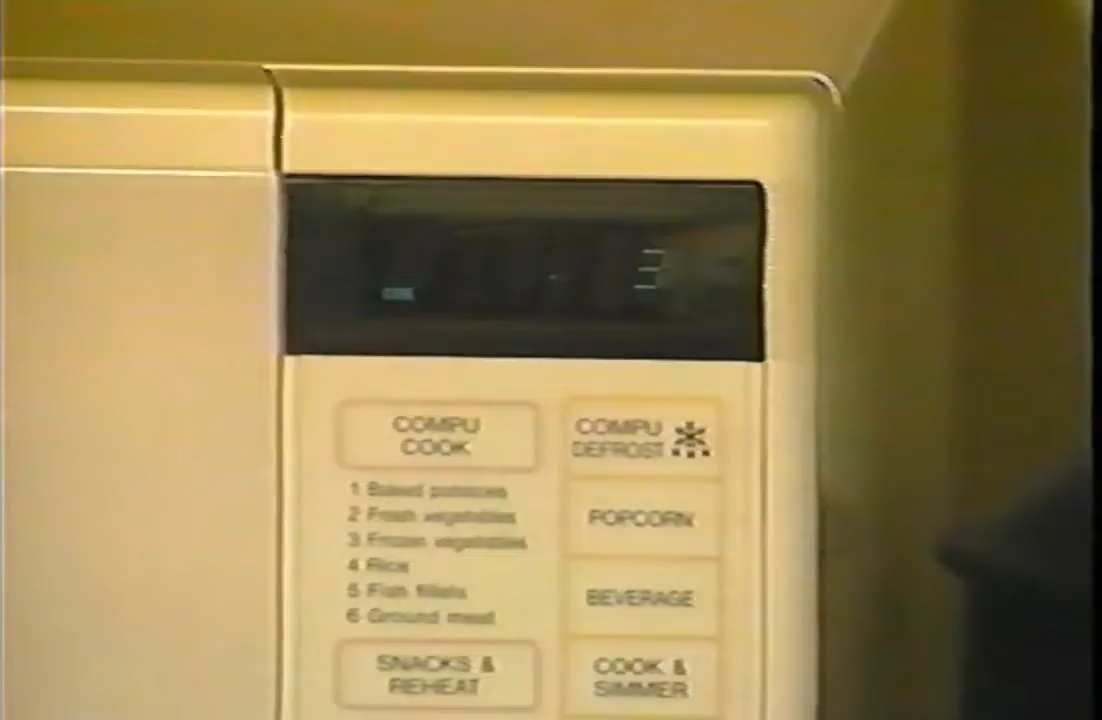 3
COMPU
COOK
COMPU
DEFROST
1 Baked potatoes
2 Fresh vegetables
POPCORN
3 Frozen vegetables
4 Rice
5 Fish fillets
BEVERAGE
6 Ground meat
SNACKS &
REHEAT
COOK &
SIMMER